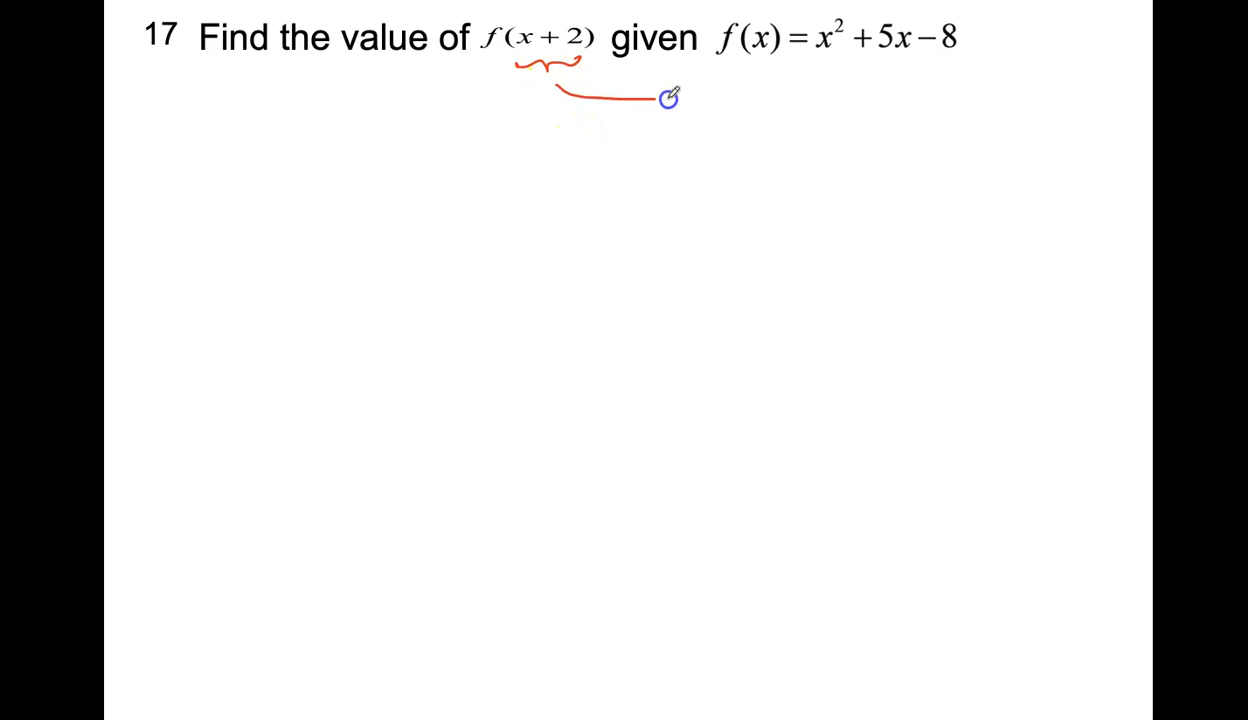 17 Find the value of f(x + 2) given f(x) = x² + 5x − 8